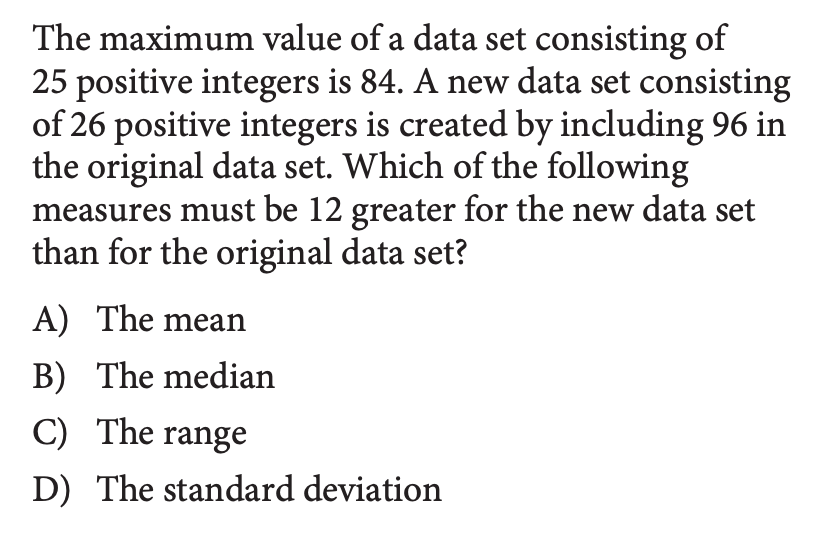 The maximum value of a data set consisting of
25 positive integers is 84. A new data set consisting
of 26 positive integers is created by including 96 in
the original data set. Which of the following
measures must be 12 greater for the new data set
than for the original data set?
A) The mean
B) The median
C) The range
D) The standard deviation